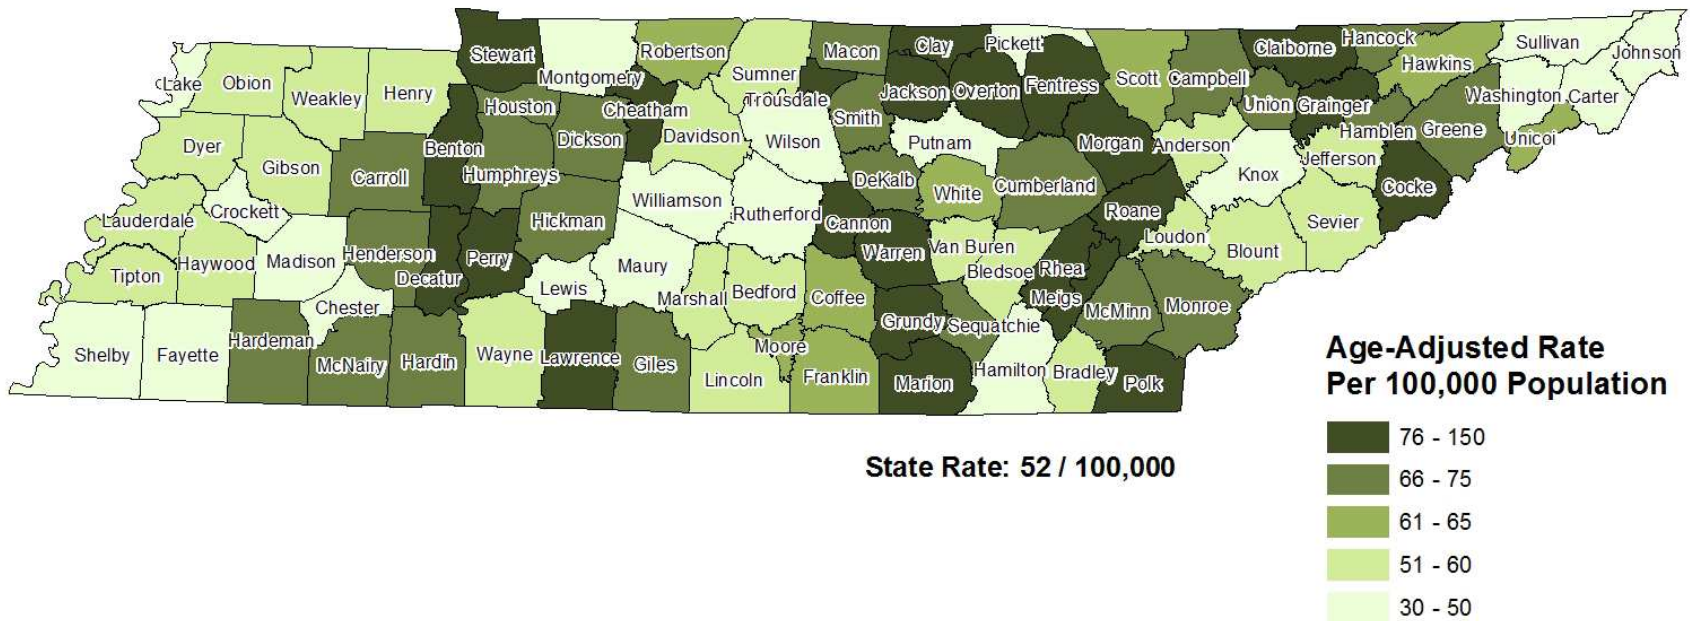 Stewart
Montgomery
Robertson
Sumner
Macon
Clay
Pickett
Scott
Campbell
Claiborne
Hancock
Hawkins
Sullivan
Johnson
Lake
Obion
Weakley
Henry
Houston
Cheatham
Trousdale
Jackson
Overton
Fentress
Union
Grainger
Washington
Carter
Dyer
Gibson
Carroll
Benton
Humphreys
Dickson
Davidson
Wilson
Smith
Putnam
Morgan
Anderson
Knox
Jefferson
Hamblen
Greene
Unicoi
Lauderdale
Crockett
Madison
Henderson
Decatur
Perry
Hickman
Williamson
Rutherford
Cannon
DeKalb
White
Cumberland
Roane
Loudon
Blount
Sevier
Cocke
Tipton
Haywood
Chester
Lewis
Maury
Marshall
Bedford
Coffee
Warren
Van Buren
Bledsoe
Rhea
Meigs
McMinn
Monroe
Shelby
Fayette
Hardeman
McNairy
Hardin
Wayne
Lawrence
Giles
Lincoln
Moore
Franklin
Grundy
Sequatchie
Marion
Hamilton
Bradley
Polk
State Rate: 52 / 100,000
Age-Adjusted Rate
Per 100,000 Population
76 - 150
66 - 75
61 - 65
51 - 60
30 - 50